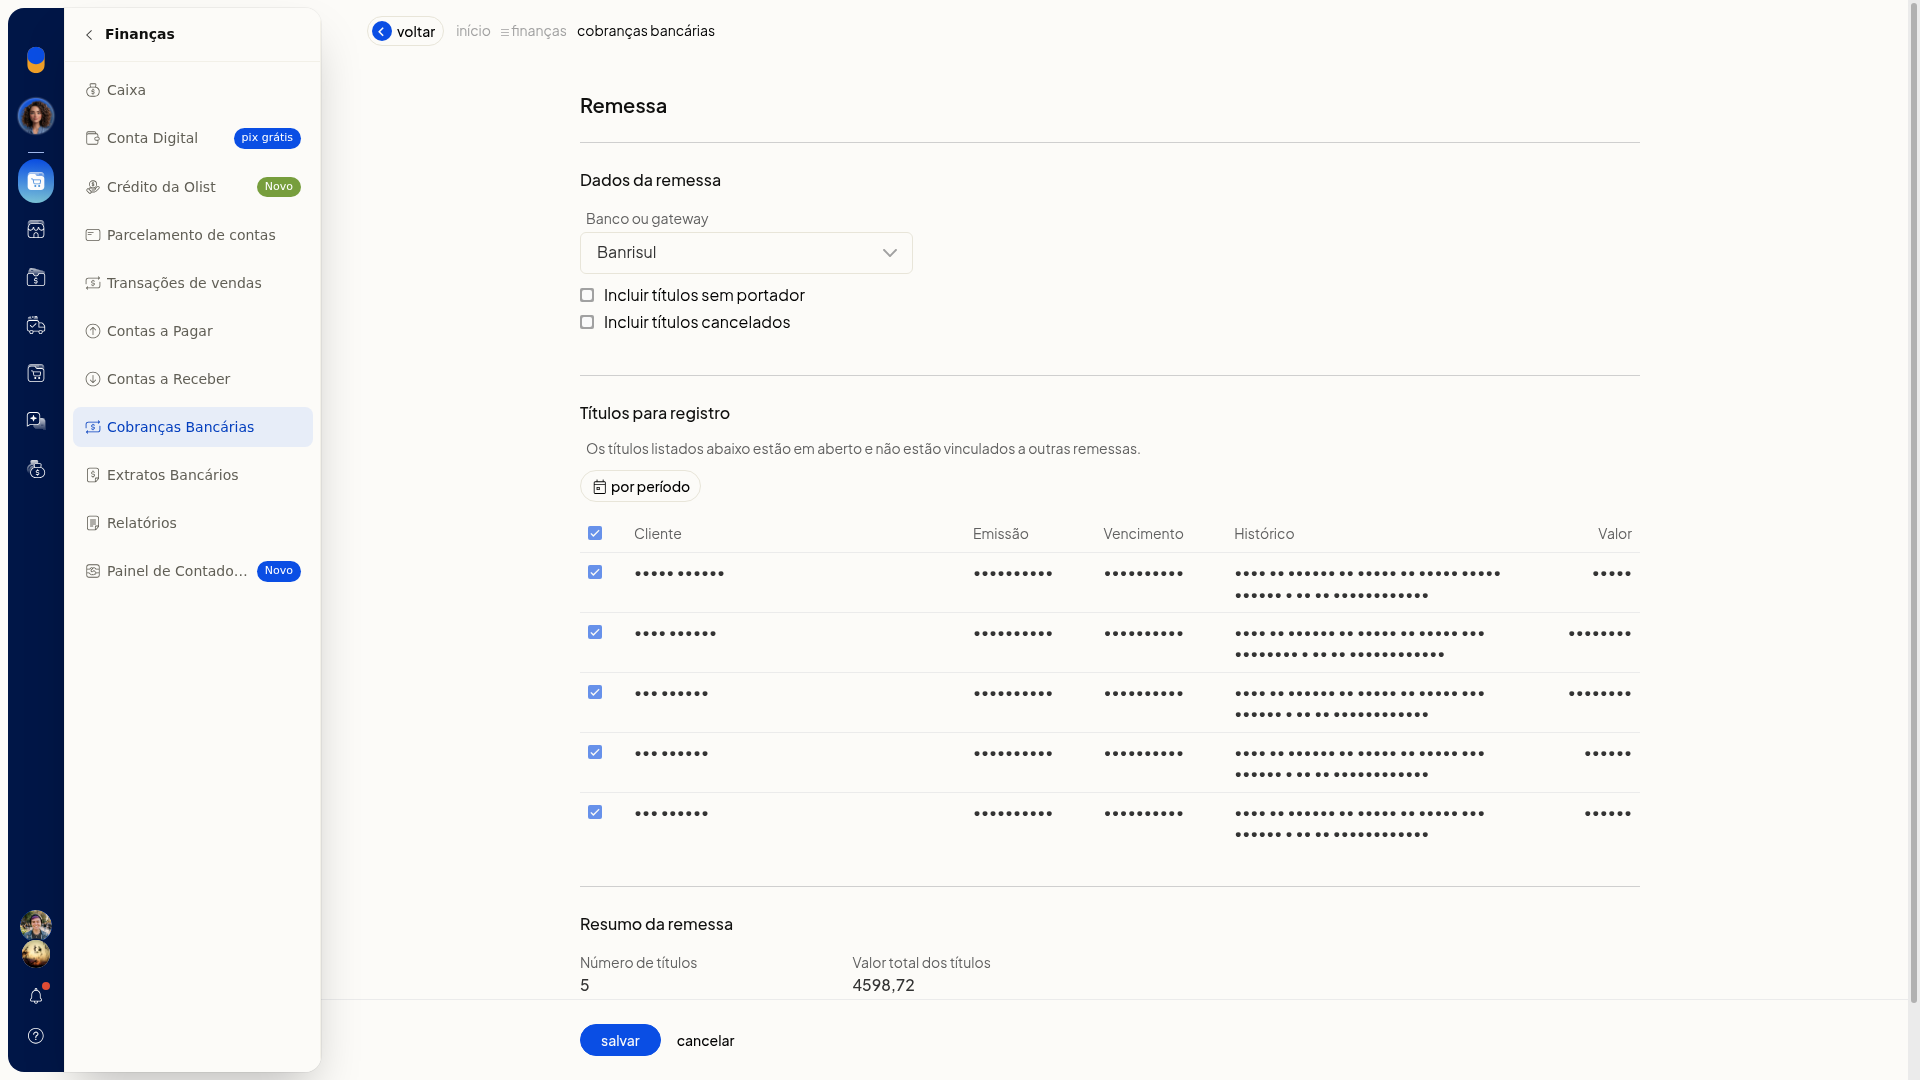 Finanças
Caixa
Conta Digital
pix grátis
Crédito da Olist
Novo
Parcelamento de contas
Transações de vendas
Contas a Pagar
Contas a Receber
Cobranças Bancárias
Extratos Bancários
Relatórios
Painel de Contado...
Novo
voltar início finanças cobranças bancárias
Remessa
Dados da remessa
Banco ou gateway
Banrisul
Incluir títulos sem portador
Incluir títulos cancelados
Títulos para registro
Os títulos listados abaixo estão em aberto e não estão vinculados a outras remessas.
por período
Cliente Emissão Vencimento Histórico Valor
Resumo da remessa
Número de títulos Valor total dos títulos
5 4598,72
salvar cancelar